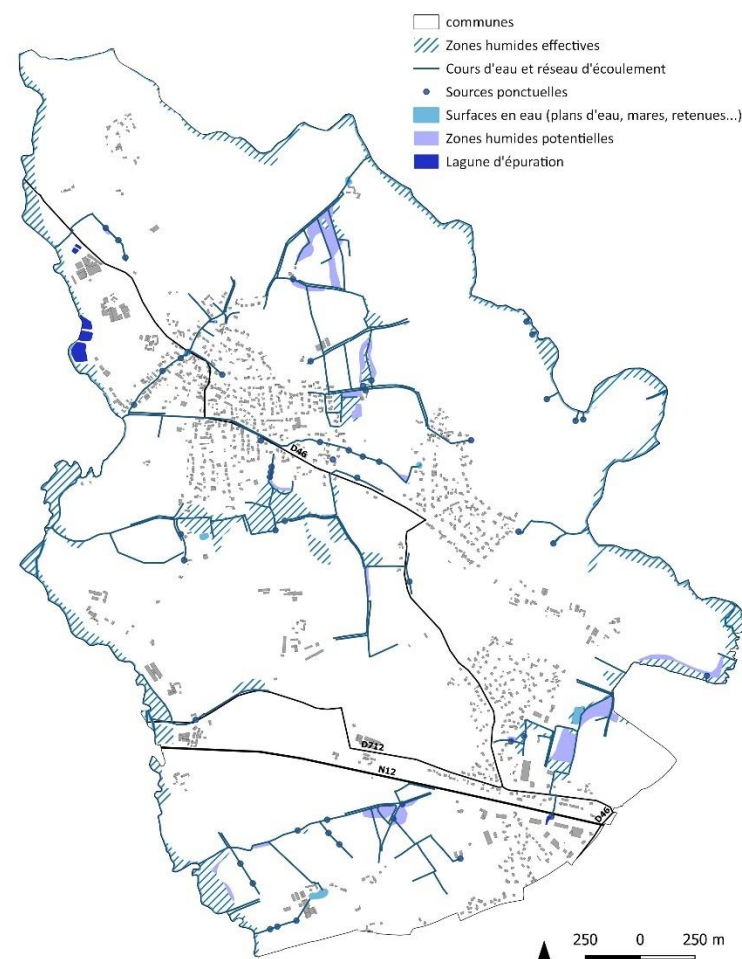 communes
Zones humides effectives
Cours d'eau et réseau d'écoulement
Sources ponctuelles
Surfaces en eau (plans d'eau, mares, retenues...)
Zones humides potentielles
Lagune d'épuration
D46
D712
N12
D46
250 0 250 m